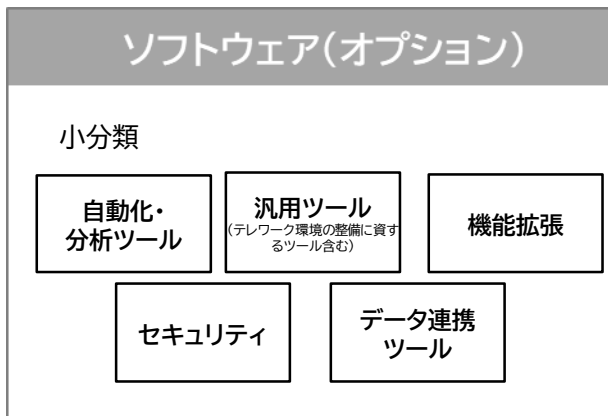 ソフトウェア(オプション)
小分類
自動化・
分析ツール
汎用ツール
(テレワーク環境の整備に資す
るツール含む)
機能拡張
セキュリティ
データ連携
ツール